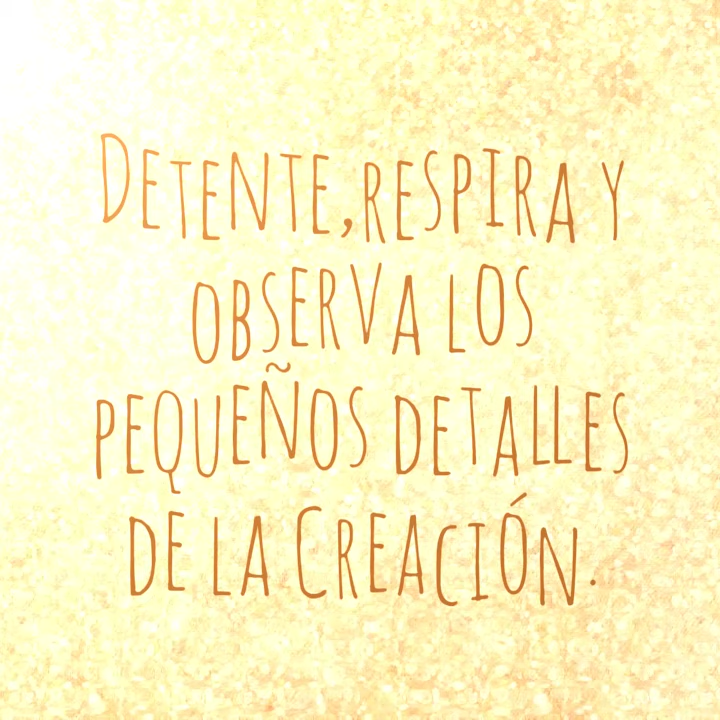 Detente, respira y
observa los
pequeños detalles
de la Creación.